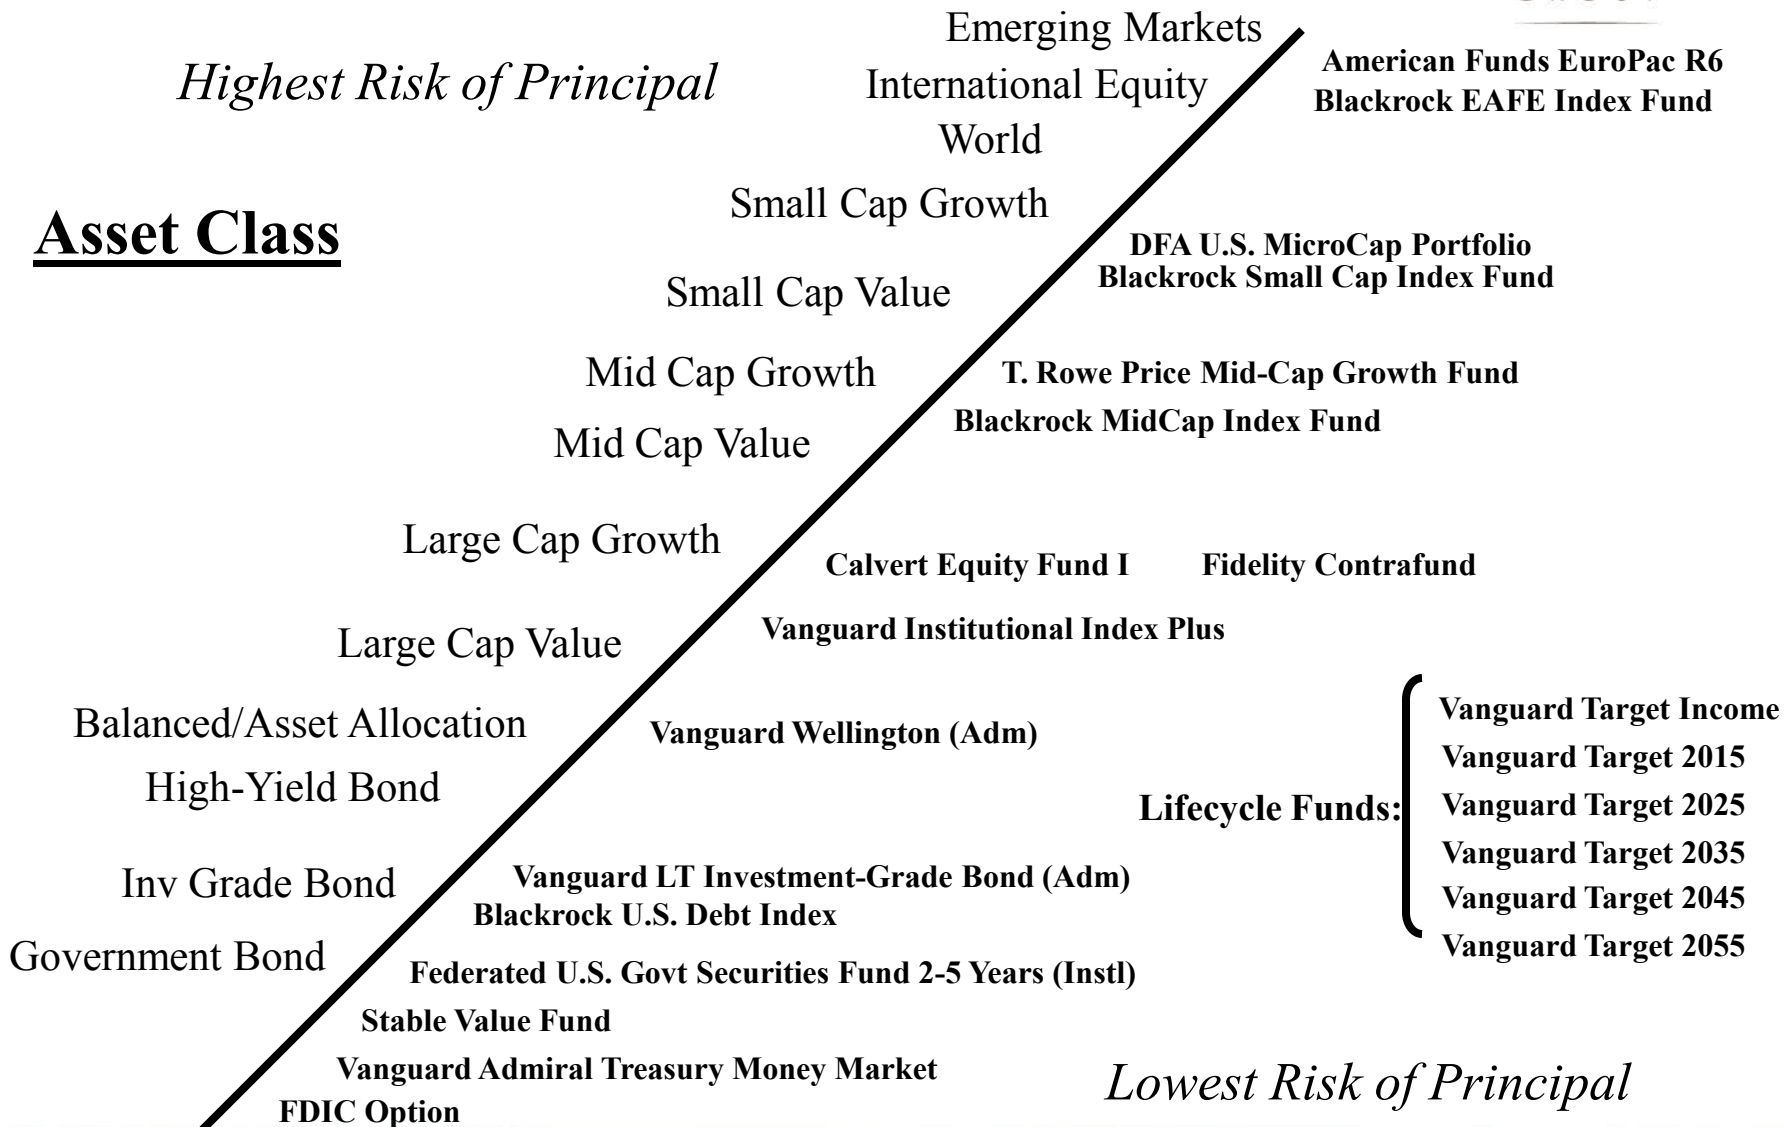 Emerging Markets
Highest Risk of Principal
International Equity
World
American Funds EuroPac R6
Blackrock EAFE Index Fund
Small Cap Growth
Asset Class
DFA U.S. MicroCap Portfolio
Blackrock Small Cap Index Fund
Small Cap Value
Mid Cap Growth
T. Rowe Price Mid-Cap Growth Fund
Blackrock MidCap Index Fund
Mid Cap Value
Large Cap Growth
Calvert Equity Fund I
Fidelity Contrafund
Vanguard Institutional Index Plus
Large Cap Value
Balanced/Asset Allocation
Vanguard Wellington (Adm)
High-Yield Bond
Lifecycle Funds:
Vanguard Target Income
Vanguard Target 2015
Vanguard Target 2025
Vanguard Target 2035
Vanguard Target 2045
Vanguard Target 2055
Inv Grade Bond
Vanguard LT Investment-Grade Bond (Adm)
Blackrock U.S. Debt Index
Government Bond
Federated U.S. Govt Securities Fund 2-5 Years (Instl)
Stable Value Fund
Vanguard Admiral Treasury Money Market
FDIC Option
Lowest Risk of Principal